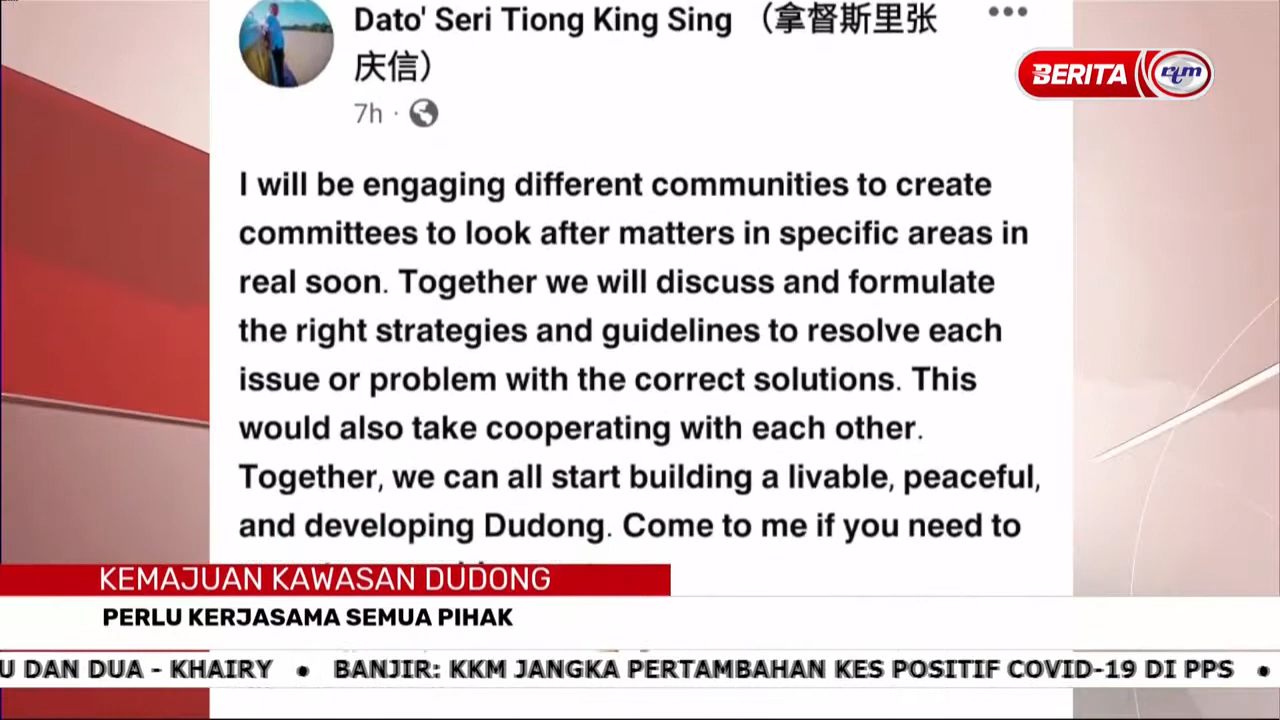 Dato' Seri Tiong King Sing （拿督斯里张
庆信）
7h ·
BERITA rtm
I will be engaging different communities to create
committees to look after matters in specific areas in
real soon. Together we will discuss and formulate
the right strategies and guidelines to resolve each
issue or problem with the correct solutions. This
would also take cooperating with each other.
Together, we can all start building a livable, peaceful,
and developing Dudong. Come to me if you need to
KEMAJUAN KAWASAN DUDONG
PERLU KERJASAMA SEMUA PIHAK
U DAN DUA - KHAIRY • BANJIR: KKM JANGKA PERTAMBAHAN KES POSITIF COVID-19 DI PPS •